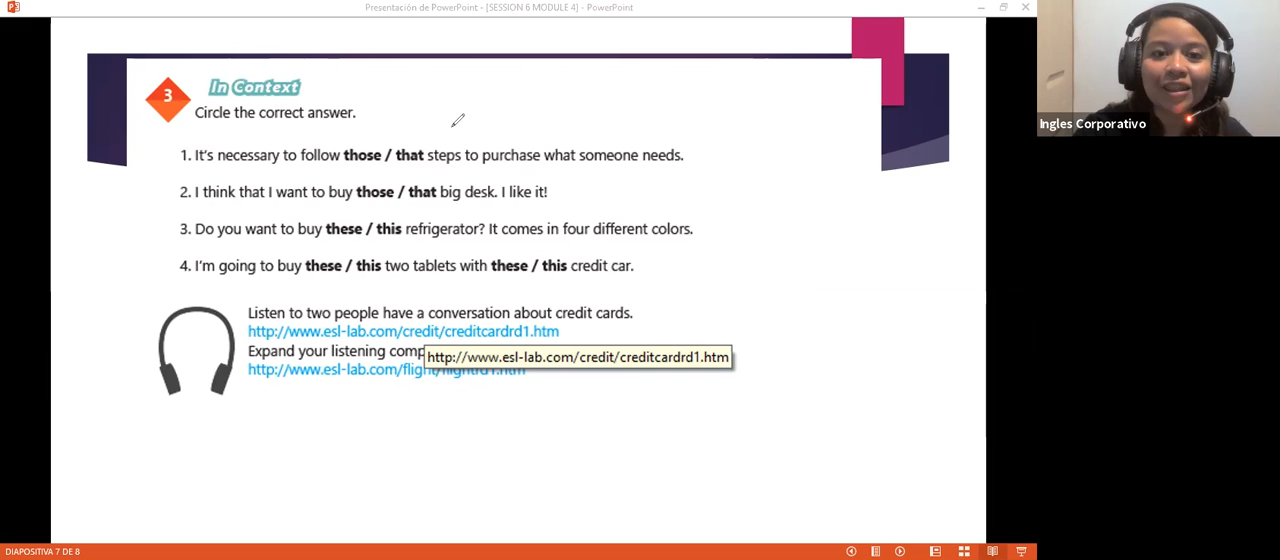 Presentación de PowerPoint - [SESSION 6 MODULE 4] - PowerPoint
3
In Context
Circle the correct answer.
1. It's necessary to follow those / that steps to purchase what someone needs.
2. I think that I want to buy those / that big desk. I like it!
3. Do you want to buy these / this refrigerator? It comes in four different colors.
4. I'm going to buy these / this two tablets with these / this credit car.
Listen to two people have a conversation about credit cards.
http://www.esl-lab.com/credit/creditcardrd1.htm
Expand your listening
http://www.esl-lab.com/credit/creditcardrd1.htm
http://www.esl-lab.com/flight/flightrd1.htm
Ingles Corporativo
DIAPOSITIVA 7 DE 8